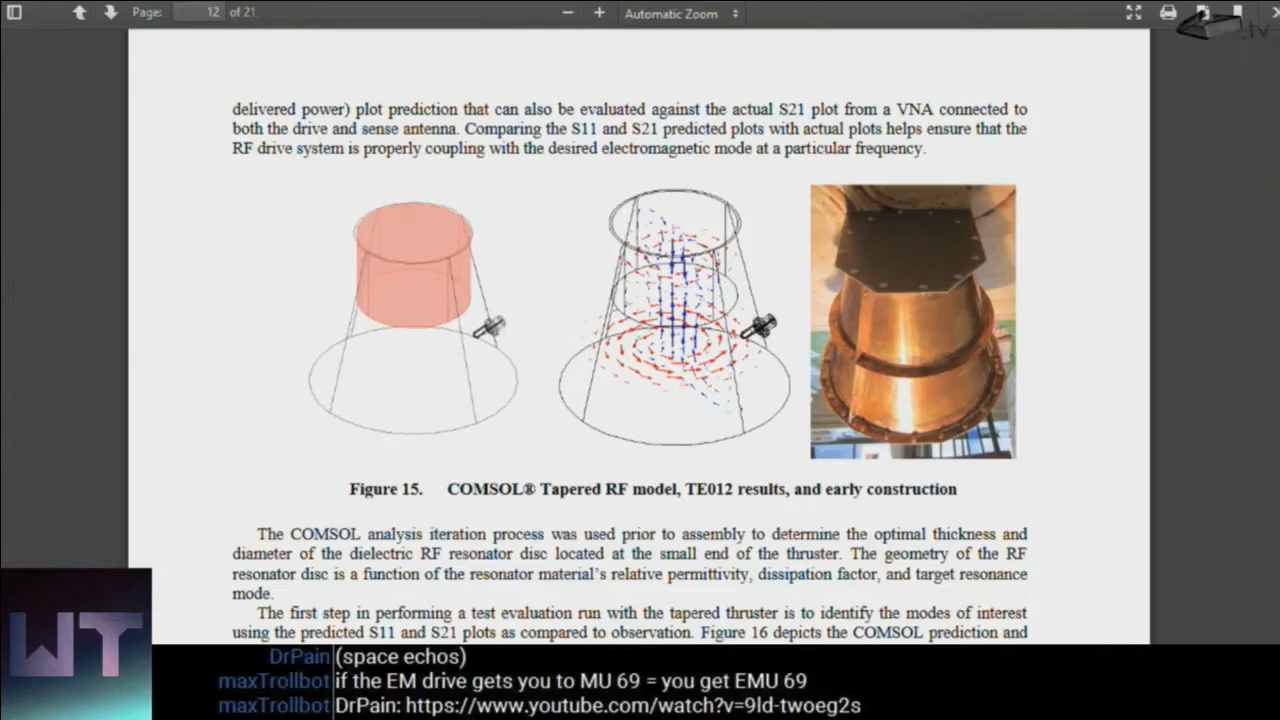 Page: 12 of 21
Automatic Zoom
.tv
delivered power) plot prediction that can also be evaluated against the actual S21 plot from a VNA connected to
both the drive and sense antenna. Comparing the S11 and S21 predicted plots with actual plots helps ensure that the
RF drive system is properly coupling with the desired electromagnetic mode at a particular frequency.
Figure 15. COMSOL® Tapered RF model, TE012 results, and early construction
The COMSOL analysis iteration process was used prior to assembly to determine the optimal thickness and
diameter of the dielectric RF resonator disc located at the small end of the thruster. The geometry of the RF
resonator disc is a function of the resonator material's relative permittivity, dissipation factor, and target resonance
mode.
The first step in performing a test evaluation run with the tapered thruster is to identify the modes of interest
using the predicted S11 and S21 plots as compared to observation. Figure 16 depicts the COMSOL prediction and
WT
DrPain (space echos)
maxTrollbot if the EM drive gets you to MU 69 = you get EMU 69
maxTrollbot DrPain: https://www.youtube.com/watch?v=9ld-twoeg2s